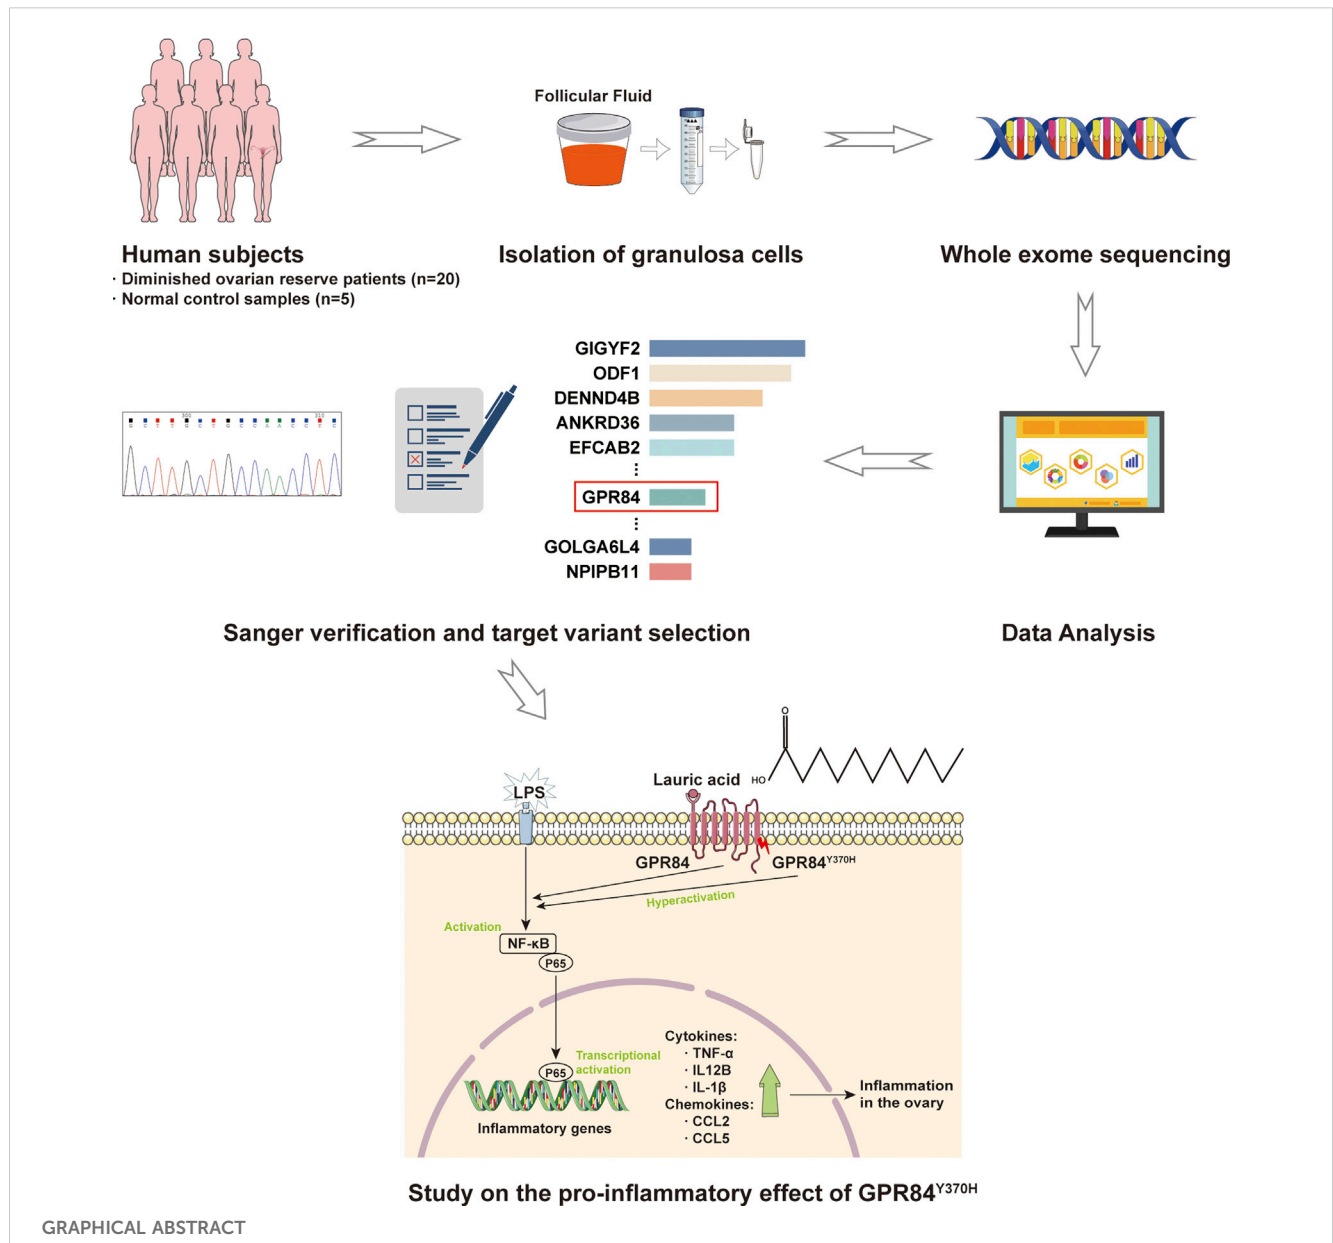 Follicular Fluid
Human subjects
· Diminished ovarian reserve patients (n=20)
· Normal control samples (n=5)
Isolation of granulosa cells
Whole exome sequencing
300
310
GIGYF2
ODF1
DENND4B
ANKRD36
EFCAB2
GPR84
GOLGA6L4
NPIPB11
Sanger verification and target variant selection
Data Analysis
O
HO
Lauric acid
LPS
GPR84
GPR84Y370H
Hyperactivation
Activation
NF-κB
P65
Transcriptional
activation
P65
Inflammatory genes
Cytokines:
· TNF-α
· IL12B
· IL-1β
Chemokines:
· CCL2
· CCL5
Inflammation
in the ovary
Study on the pro-inflammatory effect of GPR84Y370H
GRAPHICAL ABSTRACT